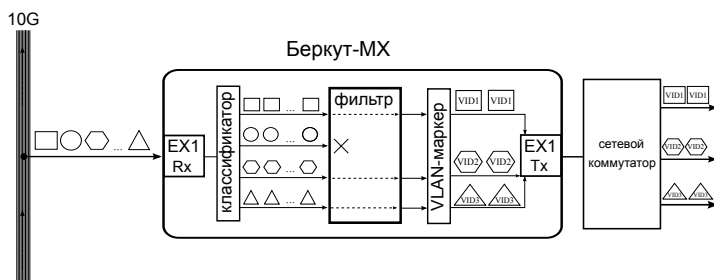 10G
Беркут-MX
EX1
Rx
классификатор
...
...
...
...
...
фильтр
VLAN-маркер
VID1 VID1
VID2 VID2
VID3 VID3
EX1
Tx
сетевой
коммутатор
VID1 VID1
VID2 VID2
VID3 VID3